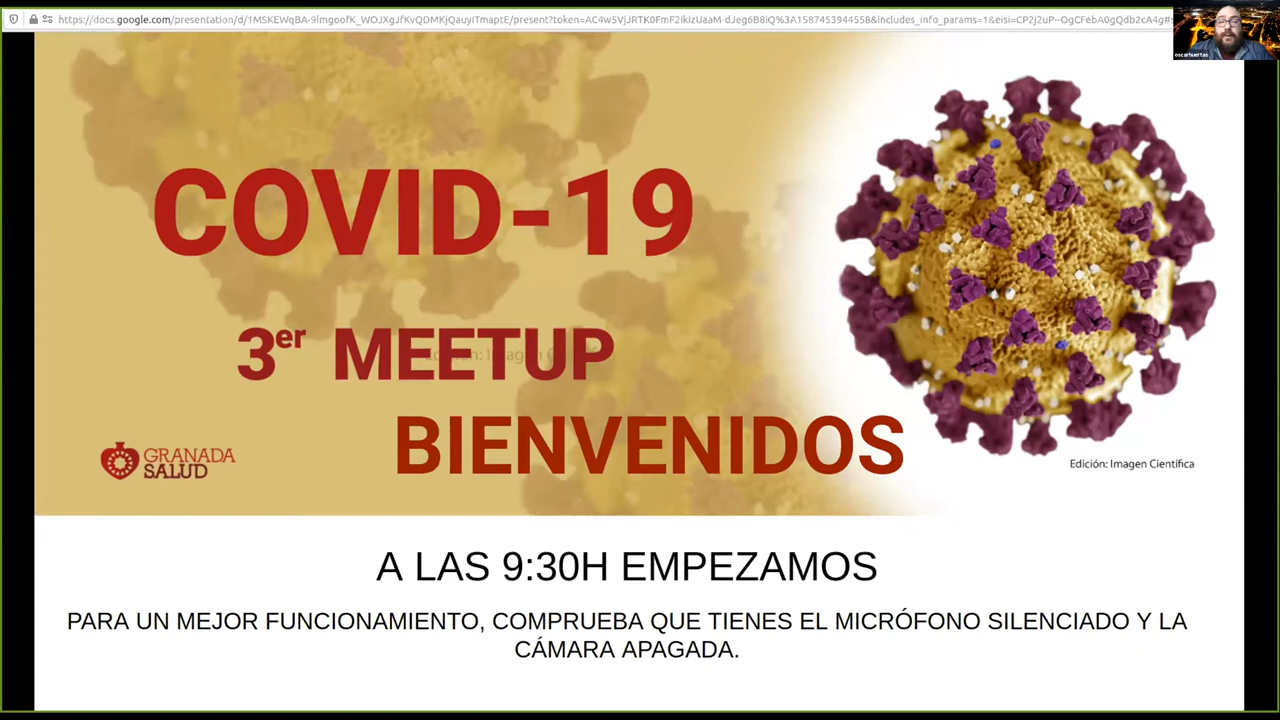 oscarhuertas
COVID-19
3er MEETUP
BIENVENIDOS
GRANADA
SALUD
Edición: Imagen Científica
A LAS 9:30H EMPEZAMOS
PARA UN MEJOR FUNCIONAMIENTO, COMPRUEBA QUE TIENES EL MICRÓFONO SILENCIADO Y LA
CÁMARA APAGADA.